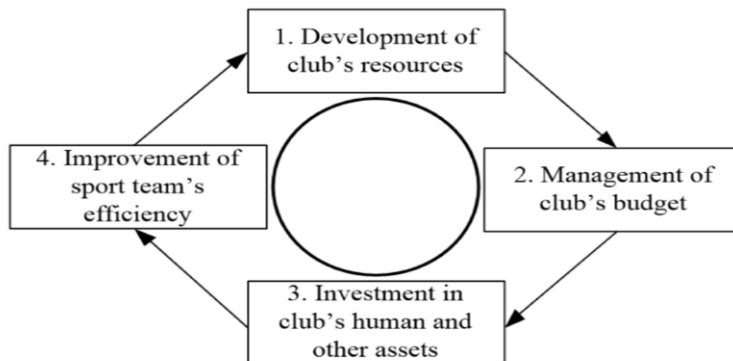 1. Development of
club's resources
4. Improvement of
sport team's
efficiency
2. Management of
club's budget
3. Investment in
club's human and
other assets